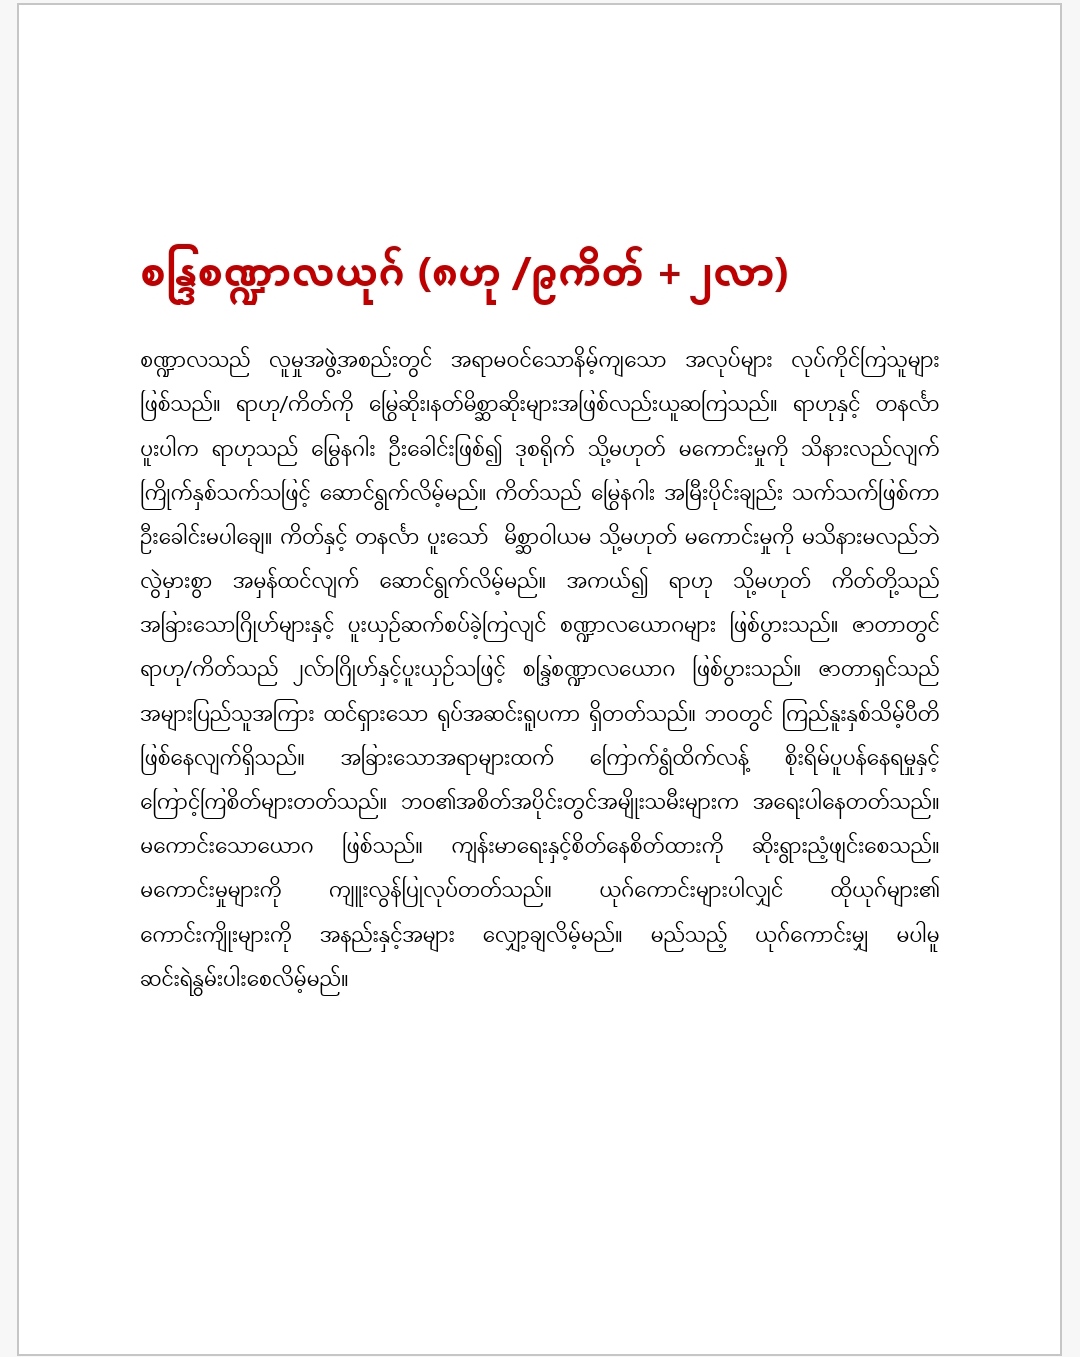 စန္ဒြစဏ္ဍာလယုဂ် (၈ဟု /၉ကိတ် + ၂လာ)
စဏ္ဍာလသည် လူမှုအဖွဲ့အစည်းတွင် အရာမဝင်သောနိမ့်ကျသော အလုပ်များ လုပ်ကိုင်ကြသူများ
ဖြစ်သည်။ ရာဟု/ကိတ်ကို မြွေဆိုး၊နတ်မိစ္ဆာဆိုးများအဖြစ်လည်းယူဆကြသည်။ ရာဟုနှင့် တနင်္လာ
ပူးပါက ရာဟုသည် မြွေနဂါး ဦးခေါင်းဖြစ်၍ ဒုစရိုက် သို့မဟုတ် မကောင်းမှုကို သိနားလည်လျက်
ကြိုက်နှစ်သက်သဖြင့် ဆောင်ရွက်လိမ့်မည်။ ကိတ်သည် မြွေနဂါး အမြီးပိုင်းချည်း သက်သက်ဖြစ်ကာ
ဦးခေါင်းမပါချေ။ ကိတ်နှင့် တနင်္လာ ပူးသော် မိစ္ဆာဝါယမ သို့မဟုတ် မကောင်းမှုကို မသိနားမလည်ဘဲ
လွဲမှားစွာ အမှန်ထင်လျက် ဆောင်ရွက်လိမ့်မည်။ အကယ်၍ ရာဟု သို့မဟုတ် ကိတ်တို့သည်
အခြားသောဂြိုဟ်များနှင့် ပူးယှဉ်ဆက်စပ်ခဲ့ကြလျင် စဏ္ဍာလယောဂများ ဖြစ်ပွားသည်။ ဇာတာတွင်
ရာဟု/ကိတ်သည် ၂လ်ာဂြိုဟ်နှင့်ပူးယှဉ်သဖြင့် စန္ဒြစဏ္ဍာလယောဂ ဖြစ်ပွားသည်။ ဇာတာရှင်သည်
အများပြည်သူအကြား ထင်ရှားသော ရုပ်အဆင်းရူပကာ ရှိတတ်သည်။ ဘဝတွင် ကြည်နူးနှစ်သိမ့်ပီတိ
ဖြစ်နေလျက်ရှိသည်။ အခြားသောအရာများထက် ကြောက်ရွံ့ထိက်လန့် စိုးရိမ်ပူပန်နေရမှုနှင့်
ကြောင့်ကြစိတ်များတတ်သည်။ ဘဝ၏အစိတ်အပိုင်းတွင်အမျိုးသမီးများက အရေးပါနေတတ်သည်။
မကောင်းသောယောဂ ဖြစ်သည်။ ကျန်းမာရေးနှင့်စိတ်နေစိတ်ထားကို ဆိုးရွားညံ့ဖျင်းစေသည်။
မကောင်းမှုများကို ကျူးလွန်ပြုလုပ်တတ်သည်။ ယုဂ်ကောင်းများပါလျှင် ထိုယုဂ်များ၏
ကောင်းကျိုးများကို အနည်းနှင့်အများ လျှော့ချလိမ့်မည်။ မည်သည့် ယုဂ်ကောင်းမျှ မပါမူ
ဆင်းရဲနွမ်းပါးစေလိမ့်မည်။